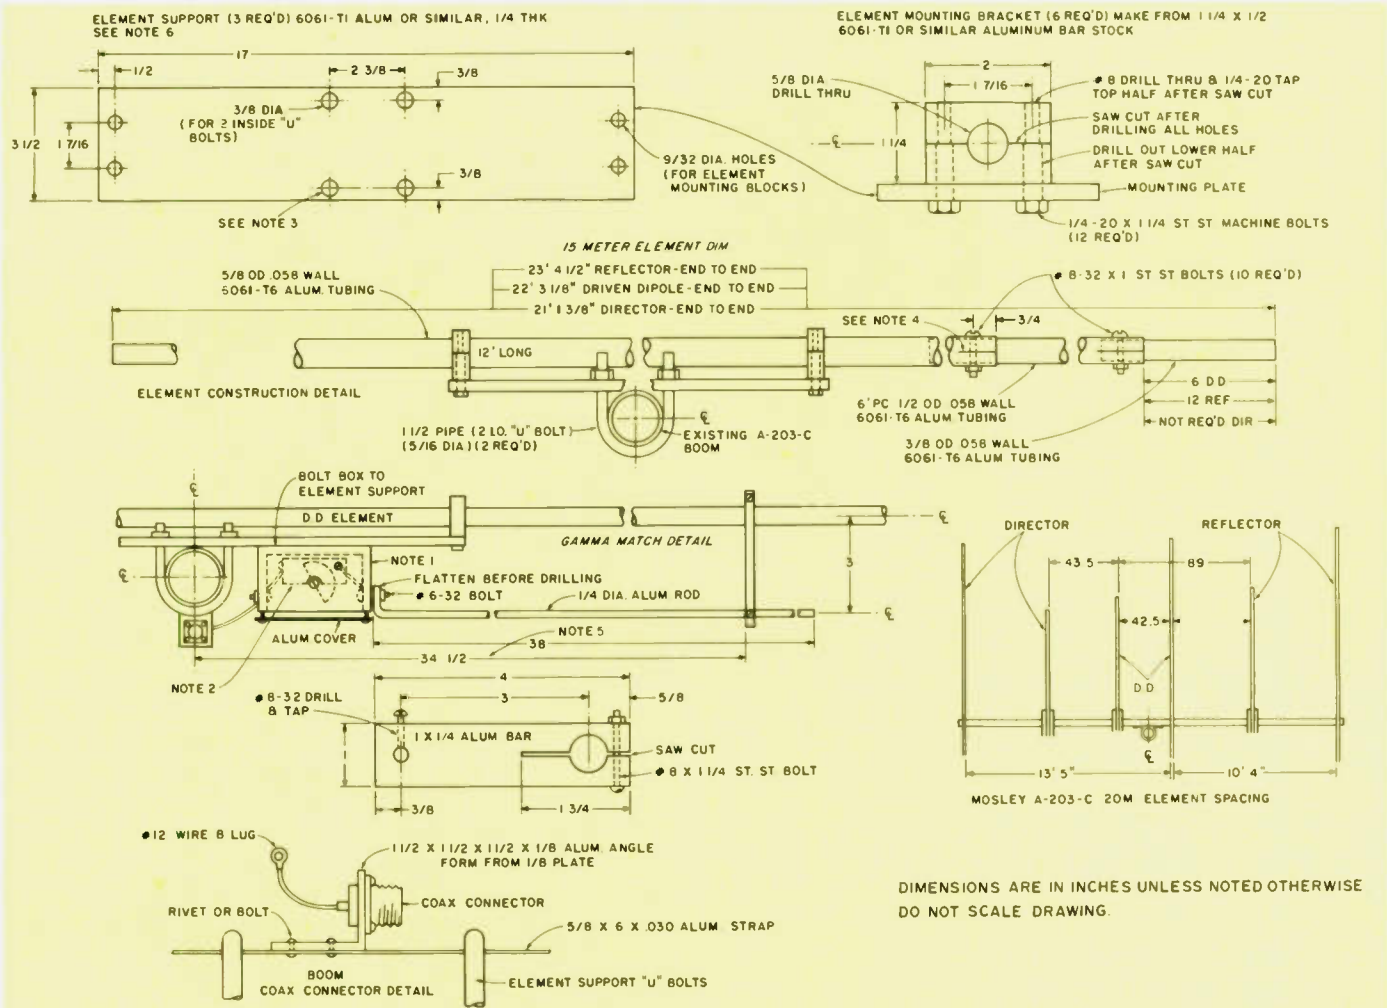 ELEMENT SUPPORT (3 REQ'D) 6061-T1 ALUM OR SIMILAR, 1/4 THK
SEE NOTE 6
17
1/2
2 3/8
3/8
3/8 DIA
(FOR 2 INSIDE "U"
BOLTS)
3 1/2
1 7/16
3/8
9/32 DIA. HOLES
(FOR ELEMENT
MOUNTING BLOCKS)
SEE NOTE 3
ELEMENT MOUNTING BRACKET (6 REQ'D) MAKE FROM 1 1/4 X 1/2
6061-T1 OR SIMILAR ALUMINUM BAR STOCK
2
5/8 DIA
DRILL THRU
1 7/16
#8 DRILL THRU & 1/4-20 TAP
TOP HALF AFTER SAW CUT
SAW CUT AFTER
DRILLING ALL HOLES
℄
1 1/4
DRILL OUT LOWER HALF
AFTER SAW CUT
MOUNTING PLATE
1/4-20 X 1 1/4 ST ST MACHINE BOLTS
(12 REQ'D)
15 METER ELEMENT DIM
23' 4 1/2" REFLECTOR-END TO END
22' 3 1/8" DRIVEN DIPOLE-END TO END
21' 1 3/8" DIRECTOR-END TO END
5/8 OD .058 WALL
6061-T6 ALUM. TUBING
#8-32 X 1 ST ST BOLTS (10 REQ'D)
SEE NOTE 4
3/4
12' LONG
ELEMENT CONSTRUCTION DETAIL
6 DD
12 REF
NOT REQ'D DIR
6' PC 1/2 OD .058 WALL
6061-T6 ALUM TUBING
3/8 OD .058 WALL
6061-T6 ALUM TUBING
1 1/2 PIPE (2 I.D. "U" BOLT)
(5/16 DIA) (2 REQ'D)
℄
EXISTING A-203-C
BOOM
BOLT BOX TO
ELEMENT SUPPORT
℄
D D ELEMENT
GAMMA MATCH DETAIL
℄
NOTE 1
FLATTEN BEFORE DRILLING
#6-32 BOLT
1/4 DIA. ALUM ROD
3
℄
℄
ALUM COVER
NOTE 5
38
34 1/2
NOTE 2
DIRECTOR
REFLECTOR
43 5
89
42.5
D D
℄
13' 5"
10' 4"
MOSLEY A-203-C 20M ELEMENT SPACING
4
#8-32 DRILL
& TAP
3
5/8
1 X 1/4 ALUM BAR
SAW CUT
#8 X 1 1/4 ST. ST BOLT
3/8
1 3/4
#12 WIRE & LUG
1 1/2 X 1 1/2 X 1 1/2 X 1/8 ALUM ANGLE
FORM FROM 1/8 PLATE
COAX CONNECTOR
RIVET OR BOLT
5/8 X 6 X .030 ALUM STRAP
BOOM
COAX CONNECTOR DETAIL
ELEMENT SUPPORT "U" BOLTS
DIMENSIONS ARE IN INCHES UNLESS NOTED OTHERWISE
DO NOT SCALE DRAWING.